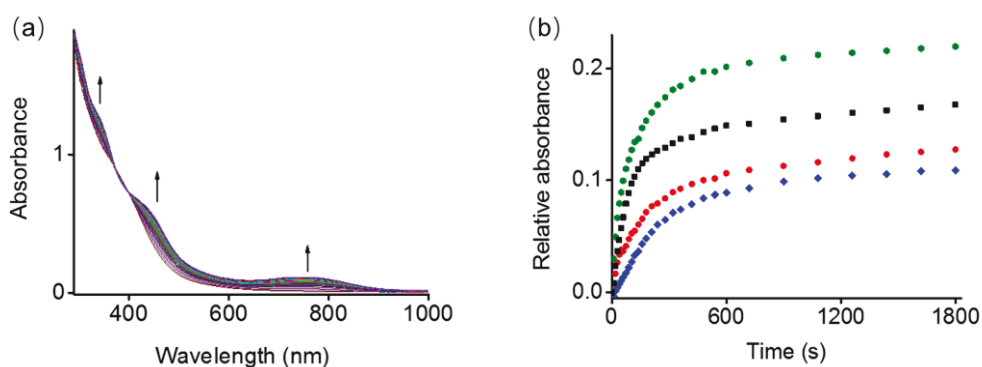 (a)
Absorbance
1
0
400
600
800
1000
Wavelength (nm)
(b)
Relative absorbance
0.2
0.1
0.0
0
600
1200
1800
Time (s)